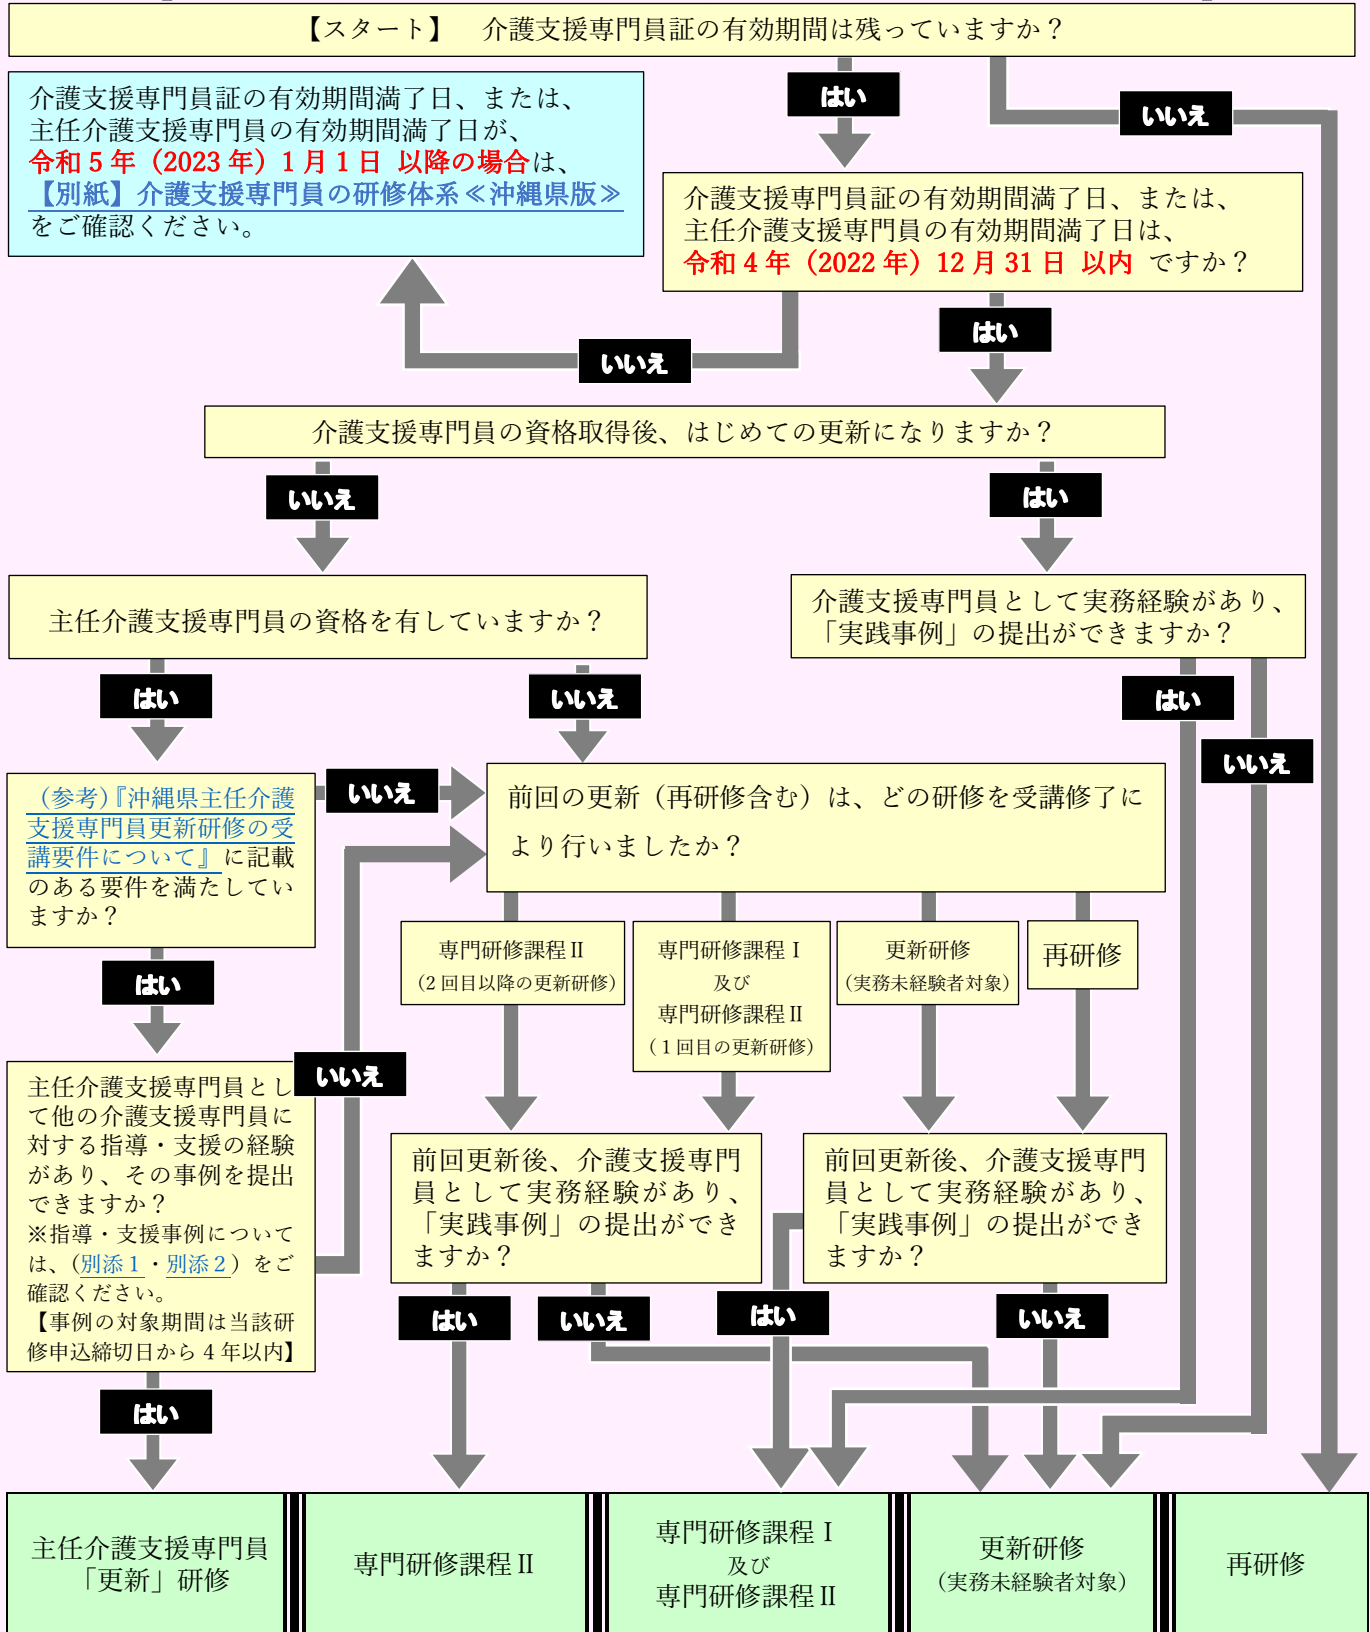 【スタート】　介護支援専門員証の有効期間は残っていますか？
はい
いいえ
介護支援専門員証の有効期間満了日、または、
主任介護支援専門員の有効期間満了日が、
令和５年（2023年）1月1日 以降の場合は、
【別紙】介護支援専門員の研修体系≪沖縄県版≫
をご確認ください。
介護支援専門員証の有効期間満了日、または、
主任介護支援専門員の有効期間満了日は、
令和４年（2022年）12月31日 以内 ですか？
いいえ
はい
介護支援専門員の資格取得後、はじめての更新になりますか？
いいえ
はい
主任介護支援専門員の資格を有していますか？
介護支援専門員として実務経験があり、
「実践事例」の提出ができますか？
はい
いいえ
はい
いいえ
（参考）『沖縄県主任介護
支援専門員更新研修の受
講要件について』に記載
のある要件を満たしてい
ますか？
いいえ
はい
前回の更新（再研修含む）は、どの研修を受講修了に
より行いましたか？
専門研修課程Ⅱ
（2回目以降の更新研修）
専門研修課程Ⅰ
及び
専門研修課程Ⅱ
（１回目の更新研修）
更新研修
（実務未経験者対象）
再研修
主任介護支援専門員とし
て他の介護支援専門員に
対する指導・支援の経験
があり、その事例を提出
できますか？
※指導・支援事例について
は、（別添１・別添２）をご
確認ください。
【事例の対象期間は当該研
修申込締切日から４年以内】
いいえ
はい
前回更新後、介護支援専門
員として実務経験があり、
「実践事例」の提出ができ
ますか？
はい
いいえ
前回更新後、介護支援専門
員として実務経験があり、
「実践事例」の提出ができ
ますか？
はい
いいえ
主任介護支援専門員
「更新」研修
専門研修課程Ⅱ
専門研修課程Ⅰ
及び
専門研修課程Ⅱ
更新研修
（実務未経験者対象）
再研修